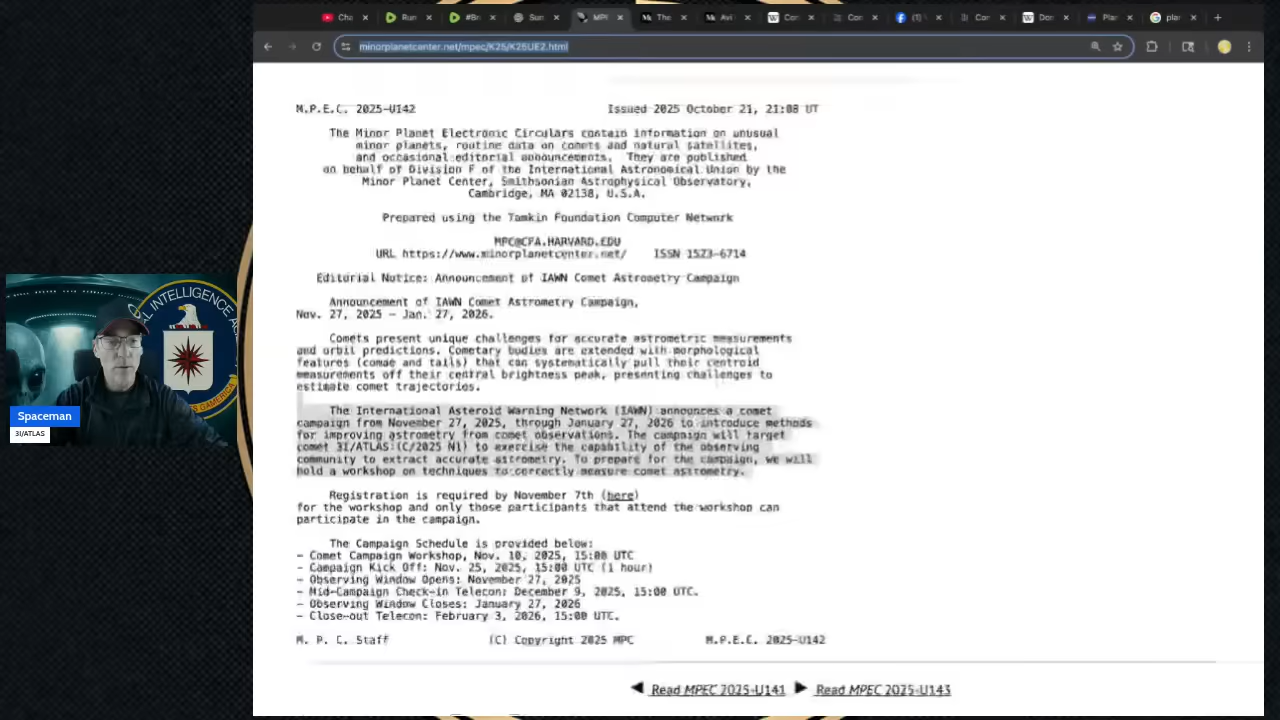 Cha
Run
#Br
Sun
MPC
The
Avi
Con
Con
(1)
Con
Don
Plan
plar
minorplanetcenter.net/mpec/K25/K25UE2.html
M.P.E.C. 2025-U142 Issued 2025 October 21, 21:08 UT
The Minor Planet Electronic Circulars contain information on unusual
minor planets, routine data on comets and natural satellites,
and occasional editorial announcements. They are published
on behalf of Division F of the International Astronomical Union by the
Minor Planet Center, Smithsonian Astrophysical Observatory,
Cambridge, MA 02138, U.S.A.
Prepared using the Tamkin Foundation Computer Network
MPC@CFA.HARVARD.EDU
URL https://www.minorplanetcenter.net/ ISSN 1523-6714
Editorial Notice: Announcement of IAWN Comet Astrometry Campaign
Announcement of IAWN Comet Astrometry Campaign,
Nov. 27, 2025 – Jan. 27, 2026.
Comets present unique challenges for accurate astrometric measurements
and orbit predictions. Cometary bodies are extended with morphological
features (comae and tails) that can systematically pull their centroid
measurements off their central brightness peak, presenting challenges to
estimate comet trajectories.
The International Asteroid Warning Network (IAWN) announces a comet
campaign from November 27, 2025, through January 27, 2026 to introduce methods
for improving astrometry from comet observations. The campaign will target
comet 3I/ATLAS (C/2025 N1) to exercise the capability of the observing
community to extract accurate astrometry. To prepare for the campaign, we will
hold a workshop on techniques to correctly measure comet astrometry.
Registration is required by November 7th (here)
for the workshop and only those participants that attend the workshop can
participate in the campaign.
The Campaign Schedule is provided below:
– Comet Campaign Workshop, Nov. 10, 2025, 15:00 UTC
– Campaign Kick Off: Nov. 25, 2025, 15:00 UTC (1 hour)
– Observing Window Opens: November 27, 2025
– Mid-Campaign Check-in Telecon: December 9, 2025, 15:00 UTC.
– Observing Window Closes: January 27, 2026
– Close-out Telecon: February 3, 2026, 15:00 UTC.
M. P. C. Staff (C) Copyright 2025 MPC M.P.E.C. 2025-U142
◀ Read MPEC 2025-U141 ▶ Read MPEC 2025-U143
INTELLIGENCE
AMERICA
Spaceman
3I/ATLAS